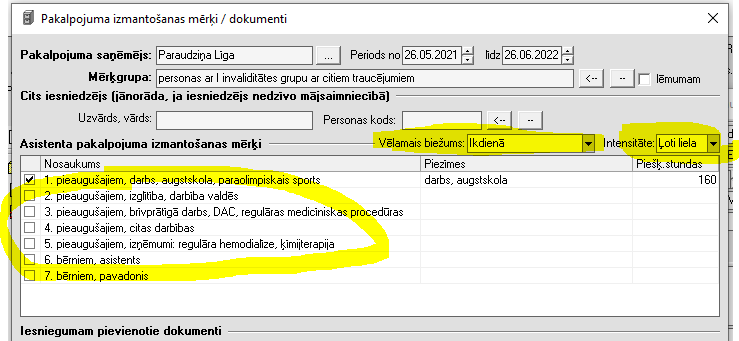 Pakalpojuma izmantošanas mērķi / dokumenti
Pakalpojuma saņēmējs: Paraudziņa Līga ... Periods no 26.05.2021 līdz 26.06.2022
Mērķgrupa: personas ar I invaliditātes grupu ar citiem traucējumiem <-- -- lēmumam
Cits iesniedzējs (jānorāda, ja iesniedzējs nedzīvo mājsaimniecībā)
Uzvārds, vārds: Personas kods: <-- --
Asistenta pakalpojuma izmantošanas mērķi Vēlamais biežums: Ikdienā Intensitāte: Ļoti liela
Nosaukums Piezīmes Piešķ.stundas
1. pieaugušajiem, darbs, augstskola, paraolimpiskais sports darbs, augstskola 160
2. pieaugušajiem, izglītība, darbība valdēs
3. pieaugušajiem, brīvprātīgā darbs, DAC, regulāras medicīniskas procedūras
4. pieaugušajiem, citas darbības
5. pieaugušajiem, izņēmumi: regulāra hemodialīze, ķīmijterapija
6. bērniem, asistents
7. bērniem, pavadonis
Iesniegumam pievienotie dokumenti